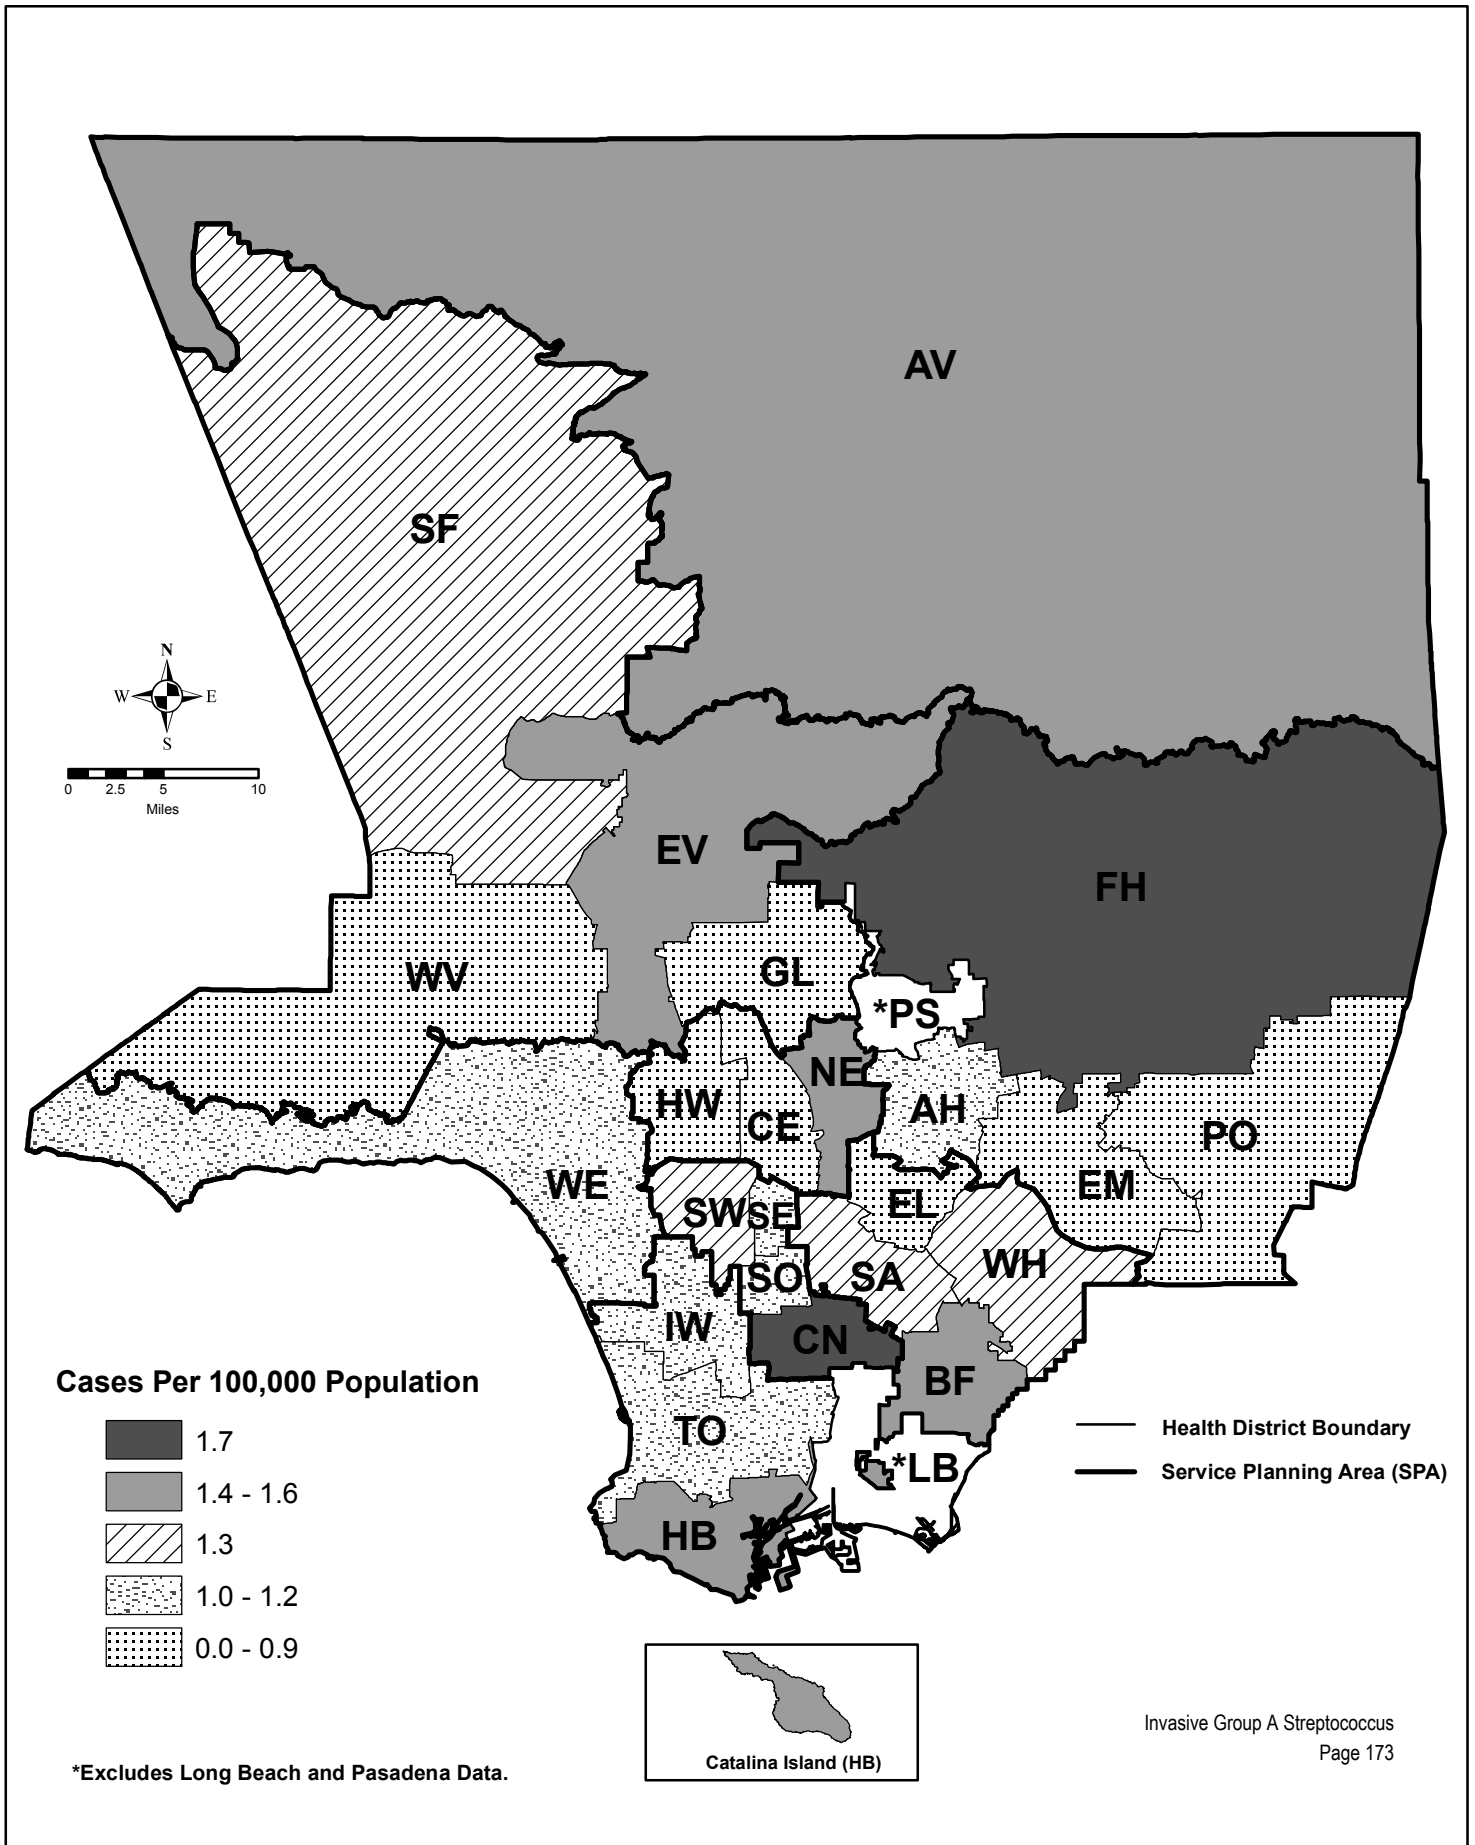 AV
SF
N
W E
S
0 2.5 5 10
Miles
EV
FH
WV
GL
*PS
NE
HW
AH
CE
PO
WE
EM
SW
SE
EL
WH
SO
SA
IW
CN
BF
TO
*LB
HB
Cases Per 100,000 Population
1.7
1.4 - 1.6
1.3
1.0 - 1.2
0.0 - 0.9
Health District Boundary
Service Planning Area (SPA)
Catalina Island (HB)
Invasive Group A Streptococcus
Page 173
*Excludes Long Beach and Pasadena Data.